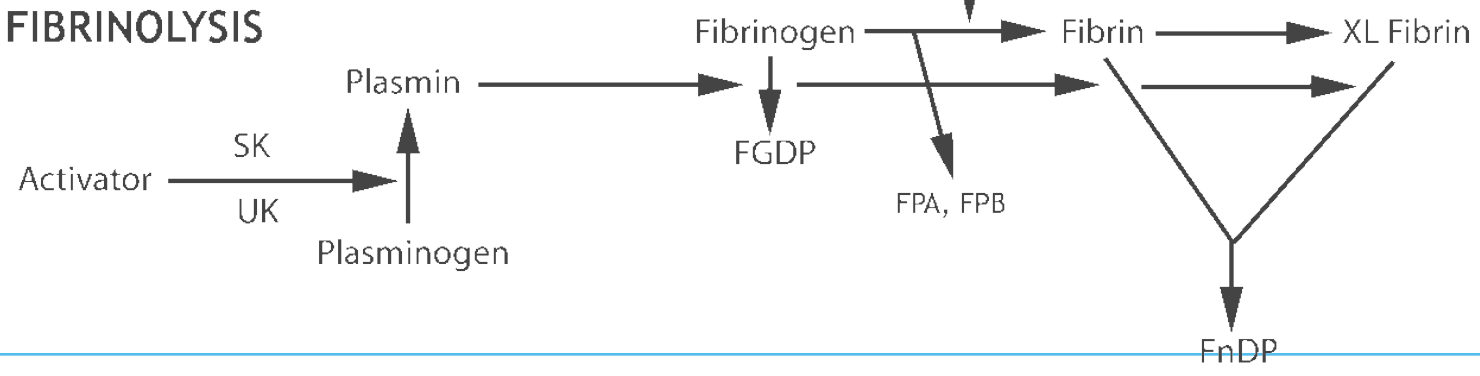 FIBRINOLYSIS
Fibrinogen Fibrin XL Fibrin
Plasmin
SK
FGDP
Activator
UK
FPA, FPB
Plasminogen
FnDP